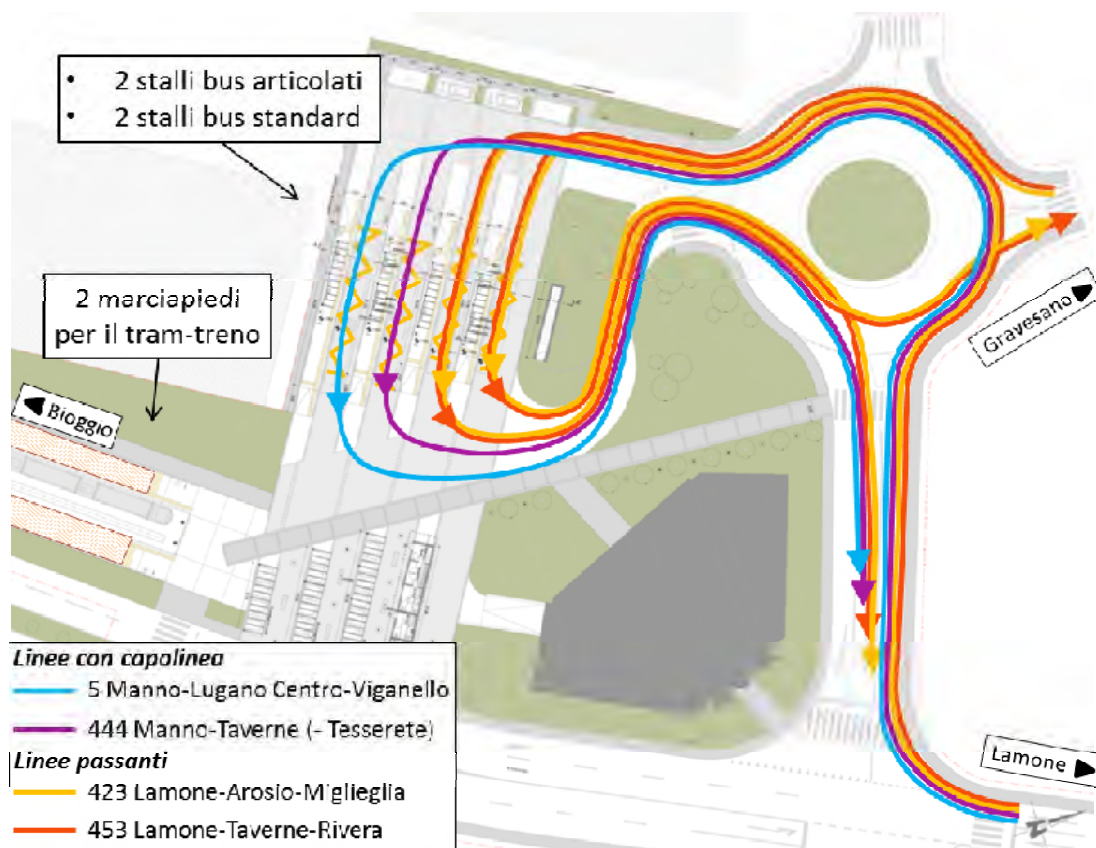 • 2 stalli bus articolati
• 2 stalli bus standard
2 marciapiedi
per il tram-treno
Bioggio
Gravesano
Lamone
Linee con capolinea
5 Manno-Lugano Centro-Viganello
444 Manno-Taverne (- Tesserete)
Linee passanti
423 Lamone-Arosio-Miglieglia
453 Lamone-Taverne-Rivera